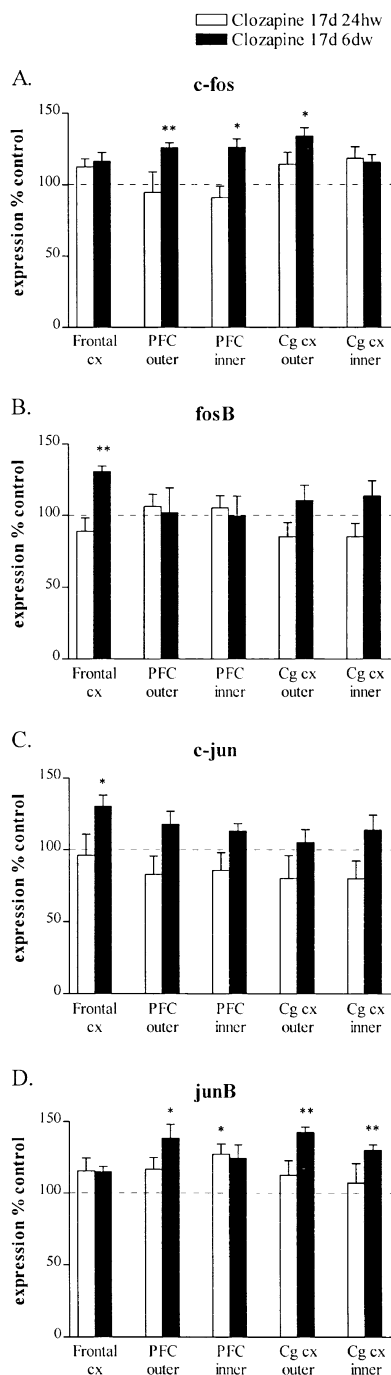 Clozapine 17d 24hw
Clozapine 17d 6dw
A.
c-fos
expression % control
150
100
50
0
** * *
Frontal cx PFC outer PFC inner Cg cx outer Cg cx inner
B.
fosB
expression % control
150
100
50
0
**
Frontal cx PFC outer PFC inner Cg cx outer Cg cx inner
C.
c-jun
expression % control
150
100
50
0
*
Frontal cx PFC outer PFC inner Cg cx outer Cg cx inner
D.
junB
expression % control
150
100
50
0
* * ** **
Frontal cx PFC outer PFC inner Cg cx outer Cg cx inner